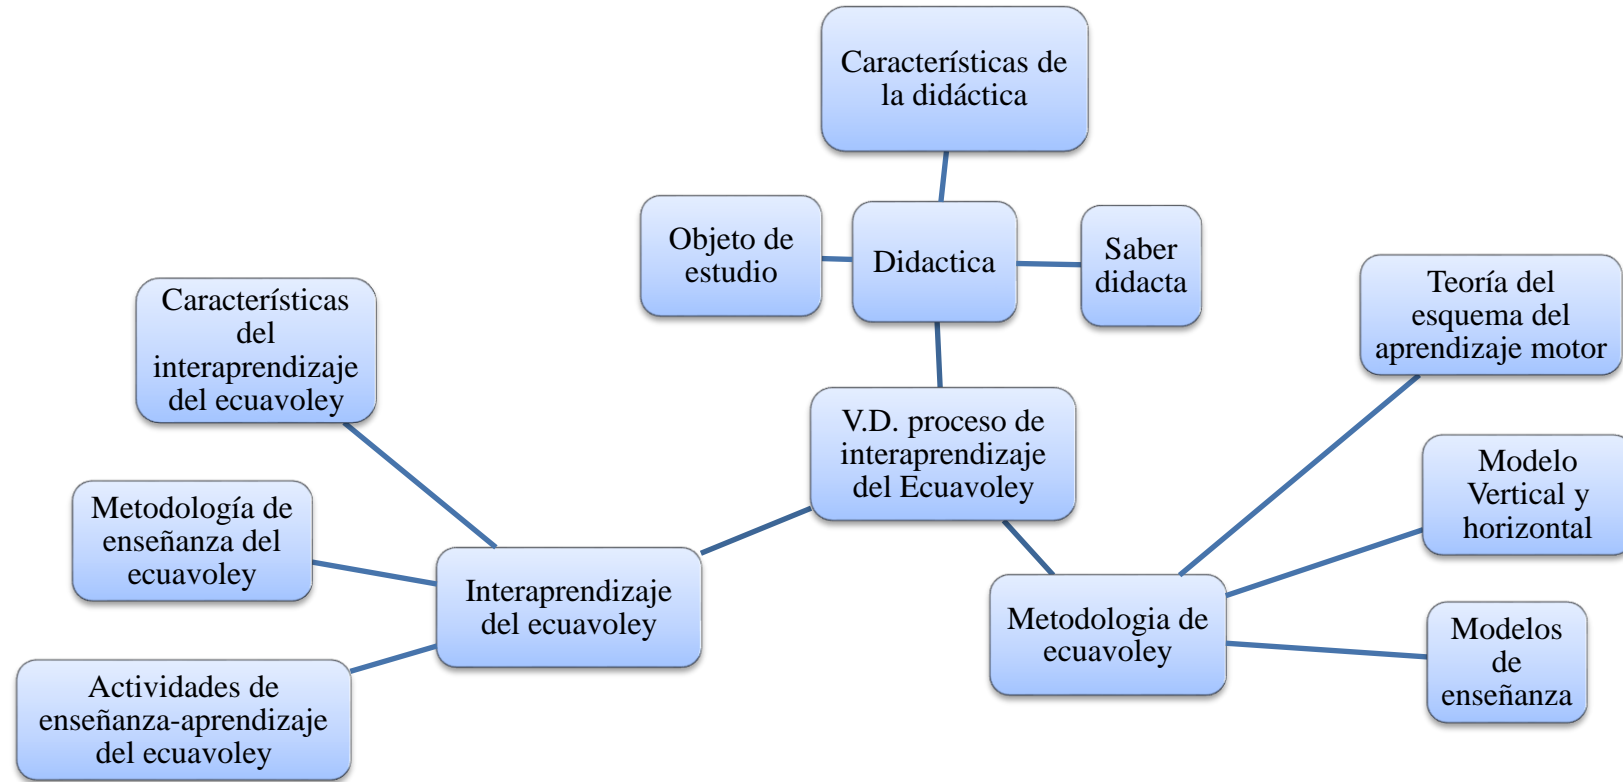 Características de
la didáctica
Objeto de
estudio
Didactica
Saber
didacta
Características
del
interaprendizaje
del ecuavoley
Teoría del
esquema del
aprendizaje motor
V.D. proceso de
interaprendizaje
del Ecuavoley
Metodología de
enseñanza del
ecuavoley
Modelo
Vertical y
horizontal
Interaprendizaje
del ecuavoley
Metodologia de
ecuavoley
Modelos
de
enseñanza
Actividades de
enseñanza-aprendizaje
del ecuavoley